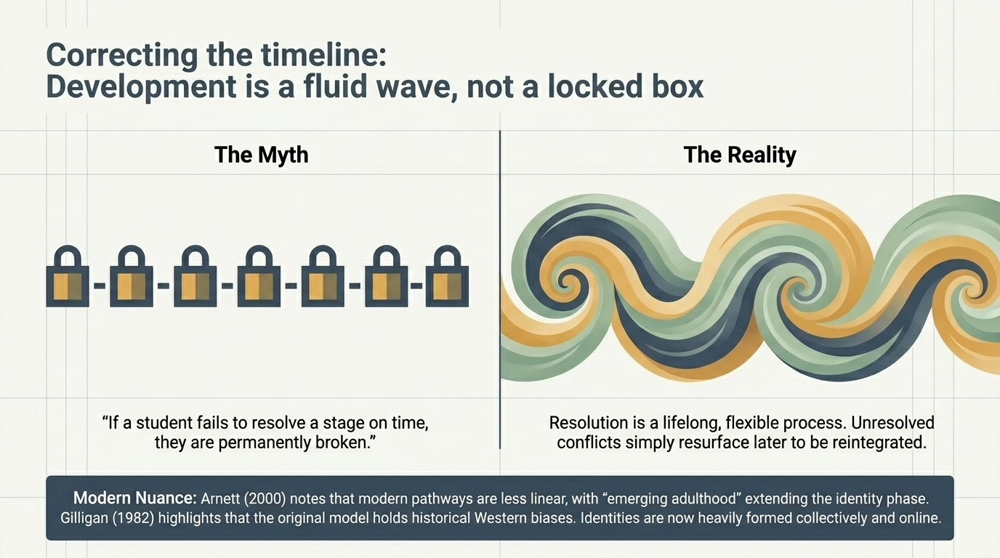 Correcting the timeline:
Development is a fluid wave, not a locked box
The Myth
“If a student fails to resolve a stage on time,
they are permanently broken.”
The Reality
Resolution is a lifelong, flexible process. Unresolved
conflicts simply resurface later to be reintegrated.
Modern Nuance: Arnett (2000) notes that modern pathways are less linear, with “emerging adulthood” extending the identity phase.
Gilligan (1982) highlights that the original model holds historical Western biases. Identities are now heavily formed collectively and online.